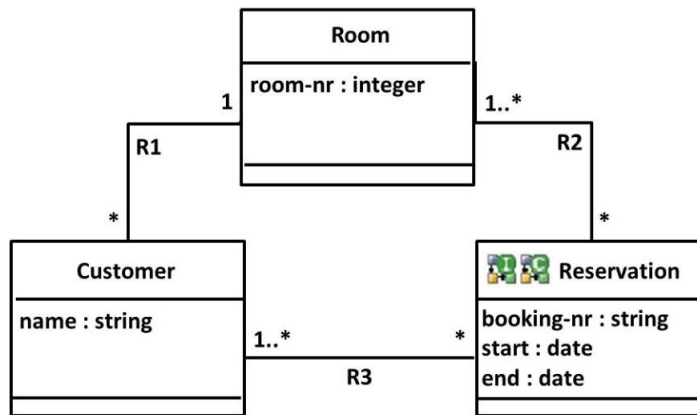 Room
room-nr : integer
1
1..*
R1
R2
*
*
Customer
I C Reservation
name : string
booking-nr : string
start : date
end : date
1..*
*
R3